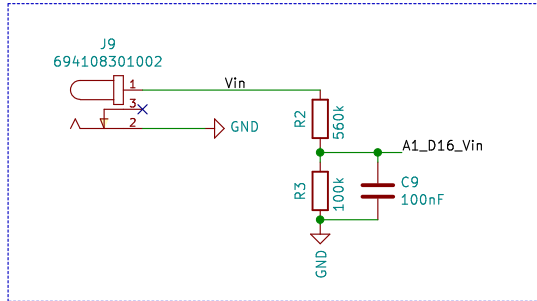 J9
694108301002
1
3
2
Vin
GND
R2
560k
A1_D16_Vin
R3
100k
C9
100nF
GND